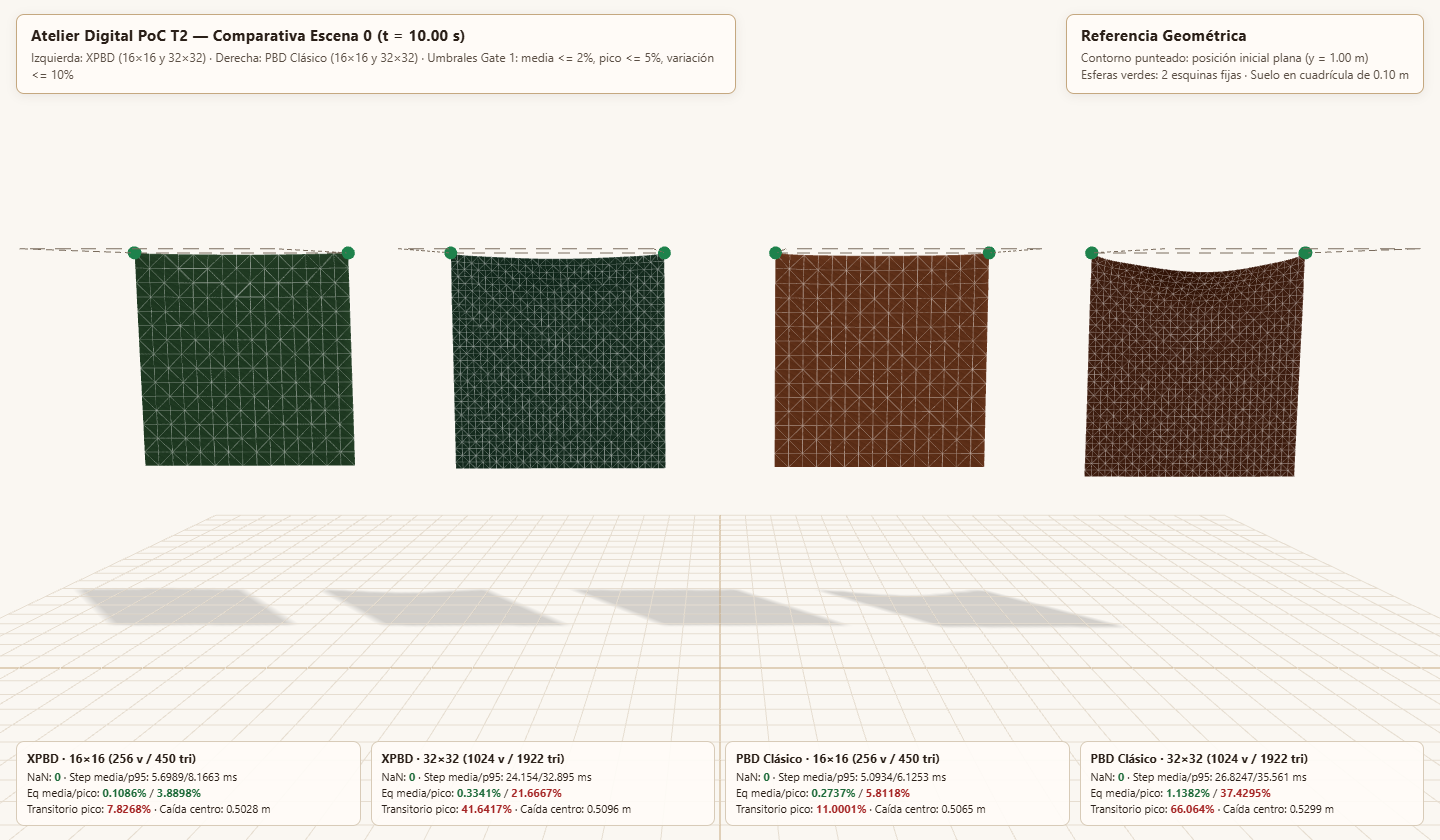 Atelier Digital PoC T2 — Comparativa Escena 0 (t = 10.00 s)
Izquierda: XPBD (16×16 y 32×32) · Derecha: PBD Clásico (16×16 y 32×32) · Umbrales Gate 1: media <= 2%, pico <= 5%, variación
<= 10%
Referencia Geométrica
Contorno punteado: posición inicial plana (y = 1.00 m)
Esferas verdes: 2 esquinas fijas · Suelo en cuadrícula de 0.10 m
XPBD · 16×16 (256 v / 450 tri)
NaN: 0 · Step media/p95: 5.6989/8.1663 ms
Eq media/pico: 0.1086% / 3.8898%
Transitorio pico: 7.8268% · Caída centro: 0.5028 m
XPBD · 32×32 (1024 v / 1922 tri)
NaN: 0 · Step media/p95: 24.154/32.895 ms
Eq media/pico: 0.3341% / 21.6667%
Transitorio pico: 41.6417% · Caída centro: 0.5096 m
PBD Clásico · 16×16 (256 v / 450 tri)
NaN: 0 · Step media/p95: 5.0934/6.1253 ms
Eq media/pico: 0.2737% / 5.8118%
Transitorio pico: 11.0001% · Caída centro: 0.5065 m
PBD Clásico · 32×32 (1024 v / 1922 tri)
NaN: 0 · Step media/p95: 26.8247/35.561 ms
Eq media/pico: 1.1382% / 37.4295%
Transitorio pico: 66.064% · Caída centro: 0.5299 m